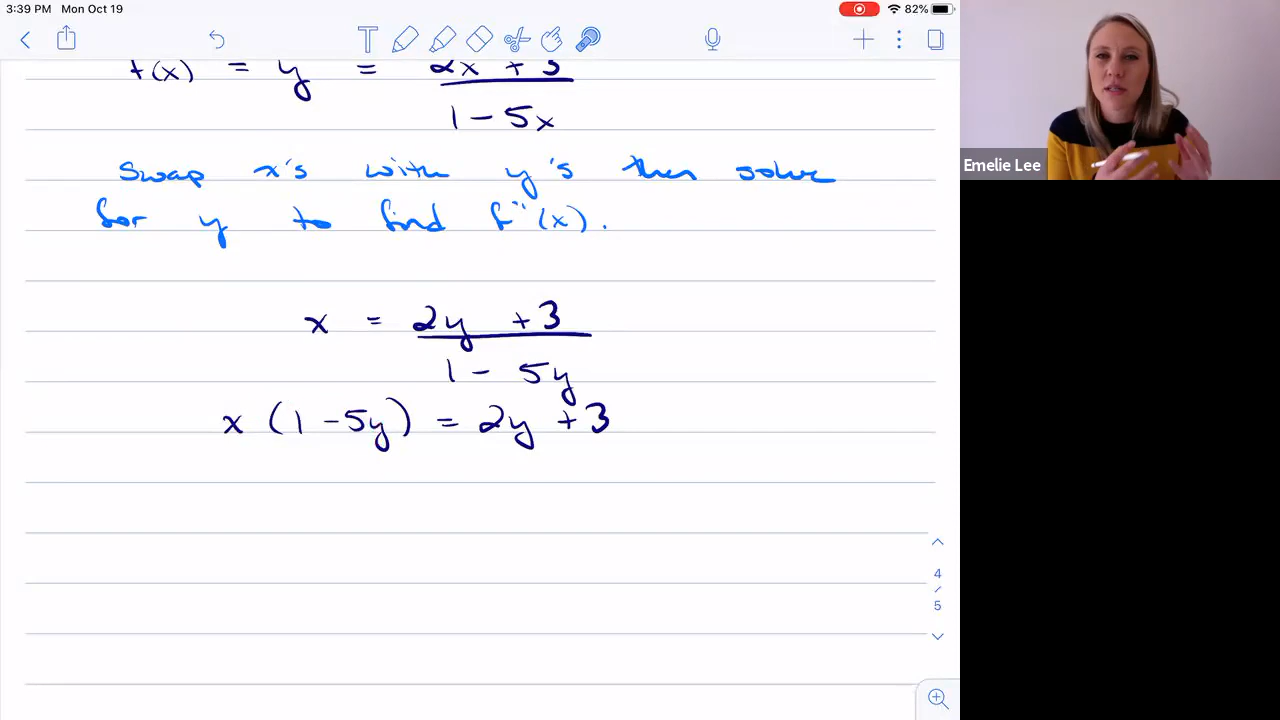 3:39 PM Mon Oct 19 82%
f(x) = y = 2x + 3
1 - 5x
Swap x's with y's then solve
for y to find f⁻¹(x).
x = 2y + 3
1 - 5y
x (1 - 5y) = 2y + 3
4
/
5
Emelie Lee